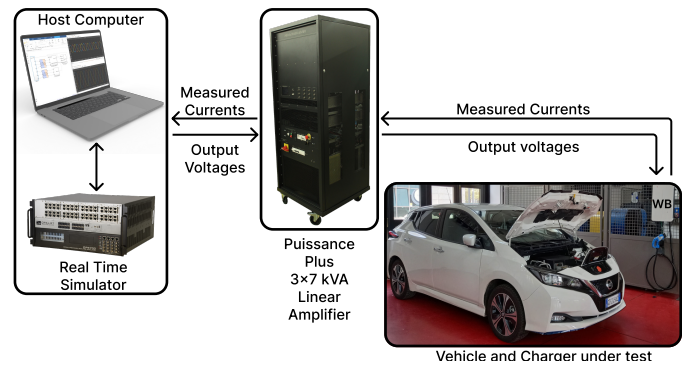 Host Computer
Measured
Currents
Output
Voltages
Real Time
Simulator
Puissance
Plus
3×7 kVA
Linear
Amplifier
Measured Currents
Output voltages
WB
Vehicle and Charger under test